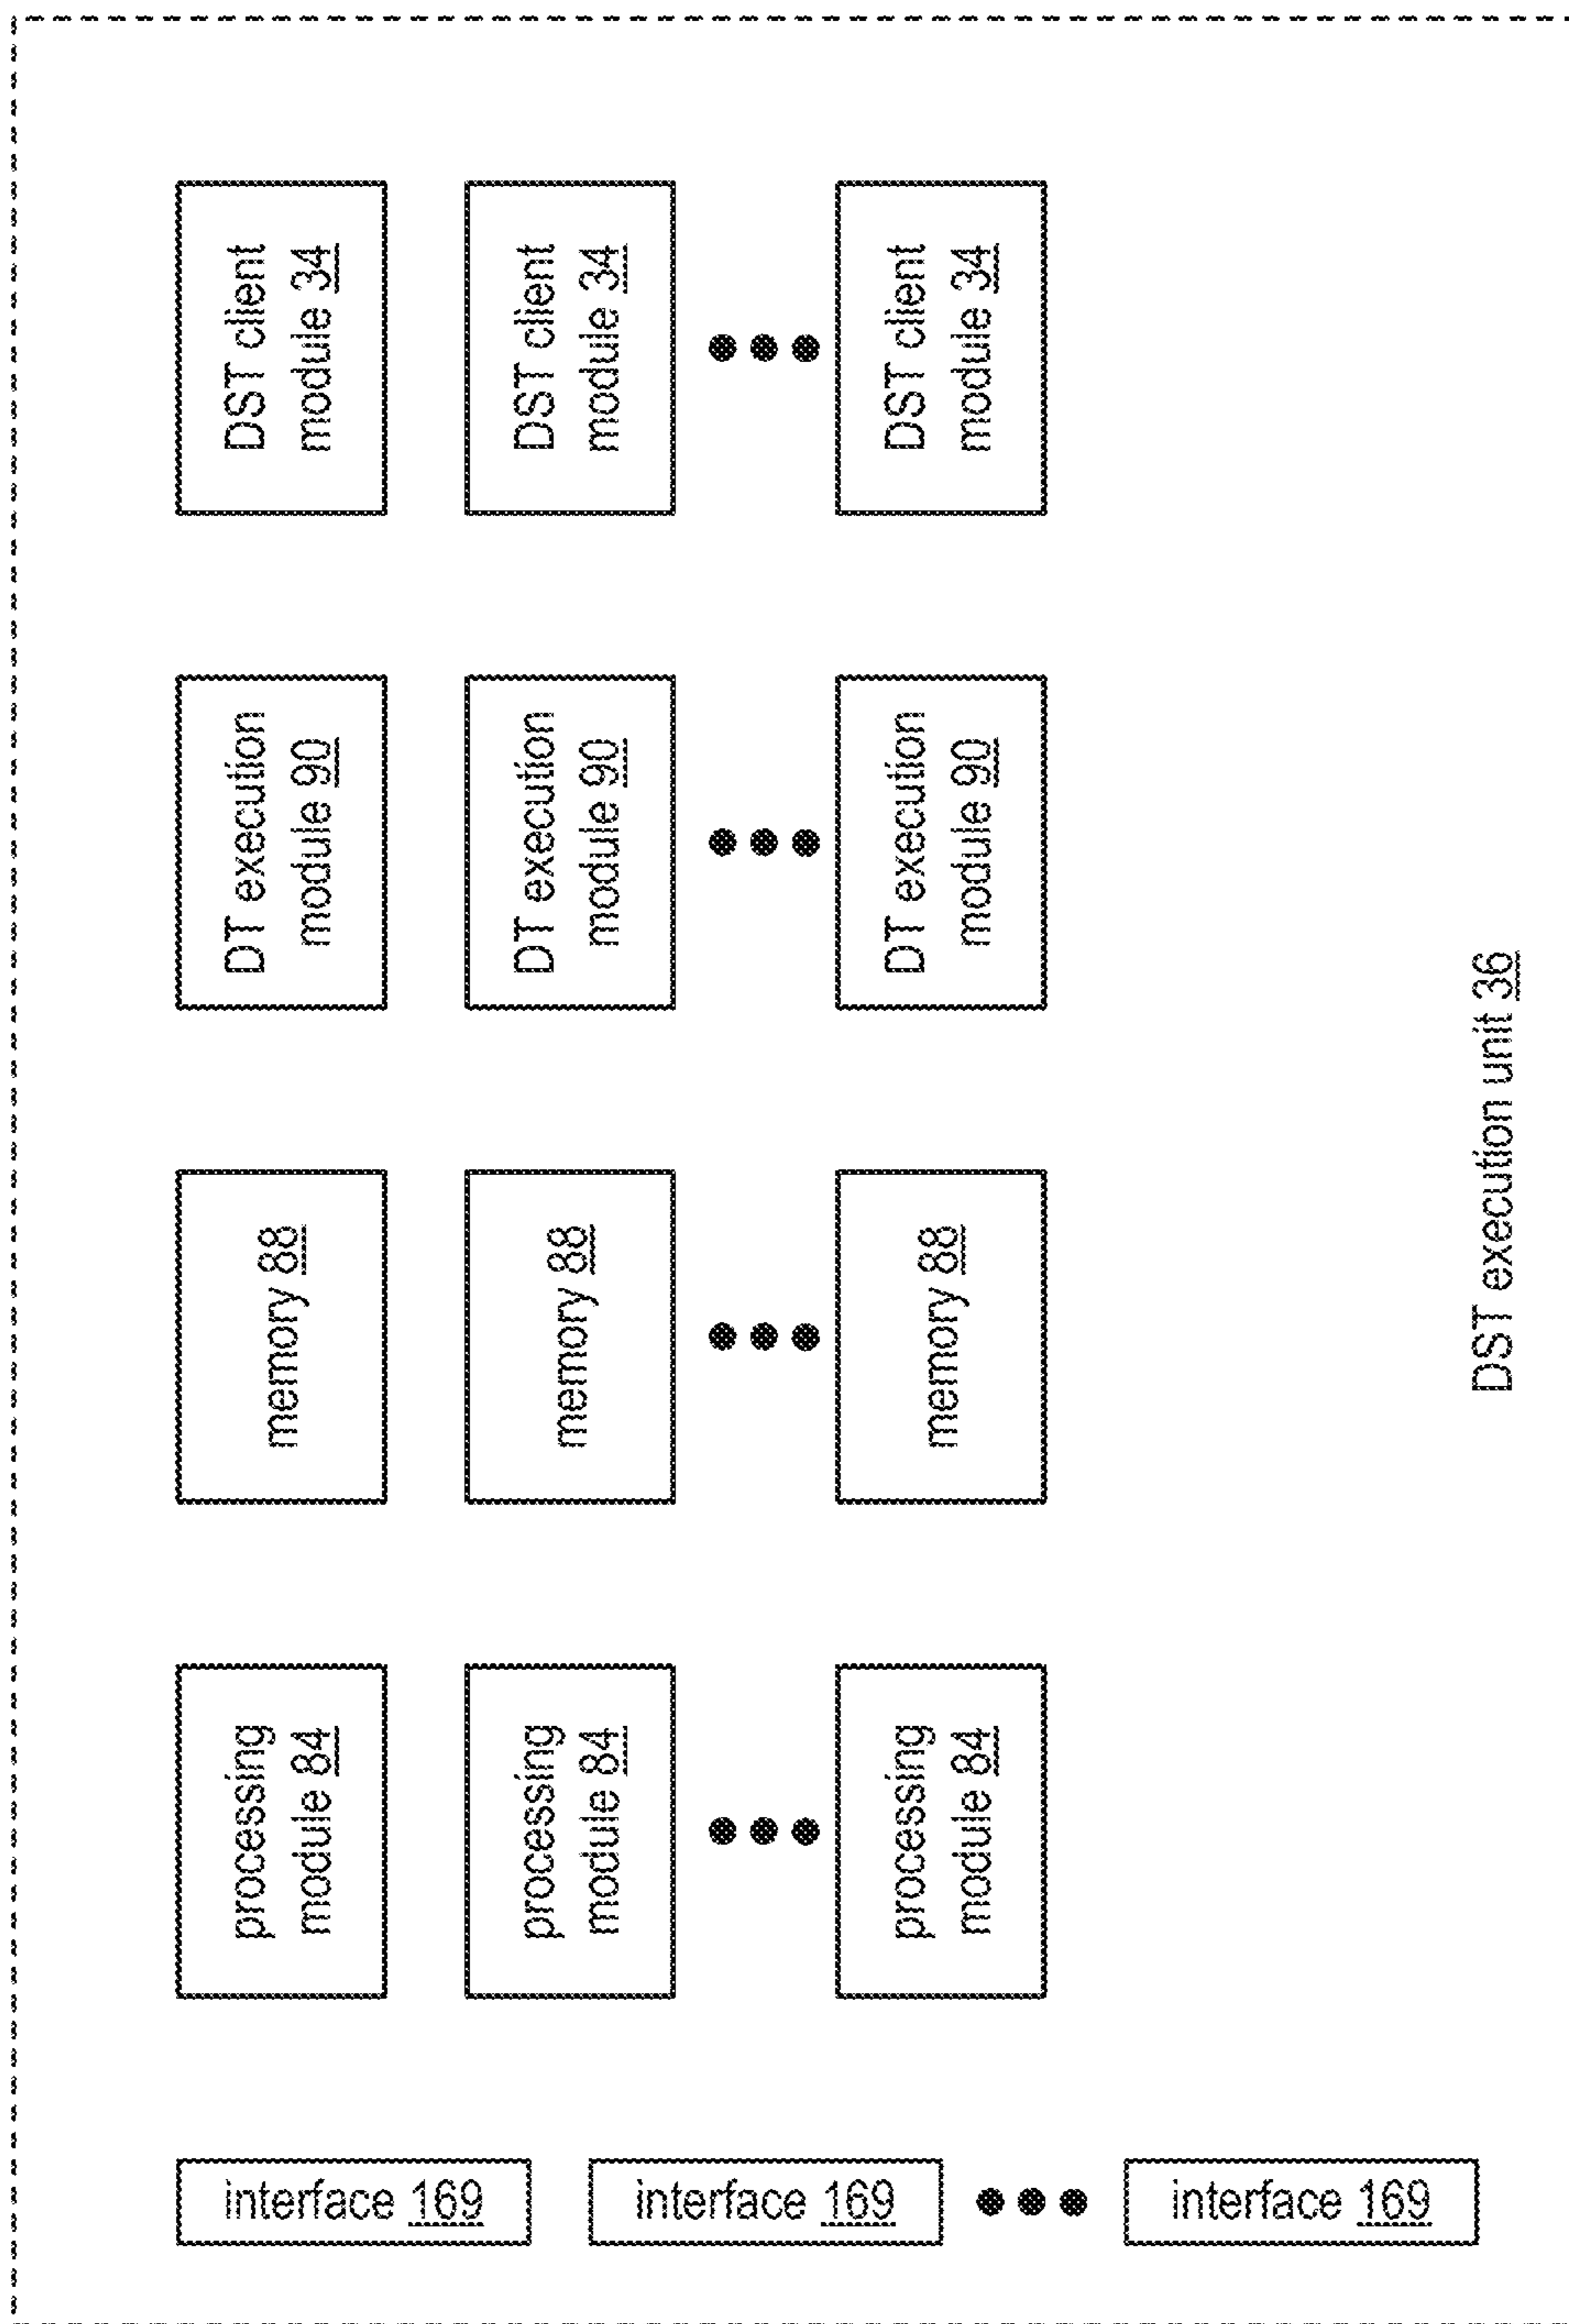 DST client
module 34
DST client
module 34
DST client
module 34
DT execution
module 90
DT execution
module 90
DT execution
module 90
memory 88
memory 88
memory 88
processing
module 84
processing
module 84
processing
module 84
interface 169
interface 169
interface 169
DST execution unit 36